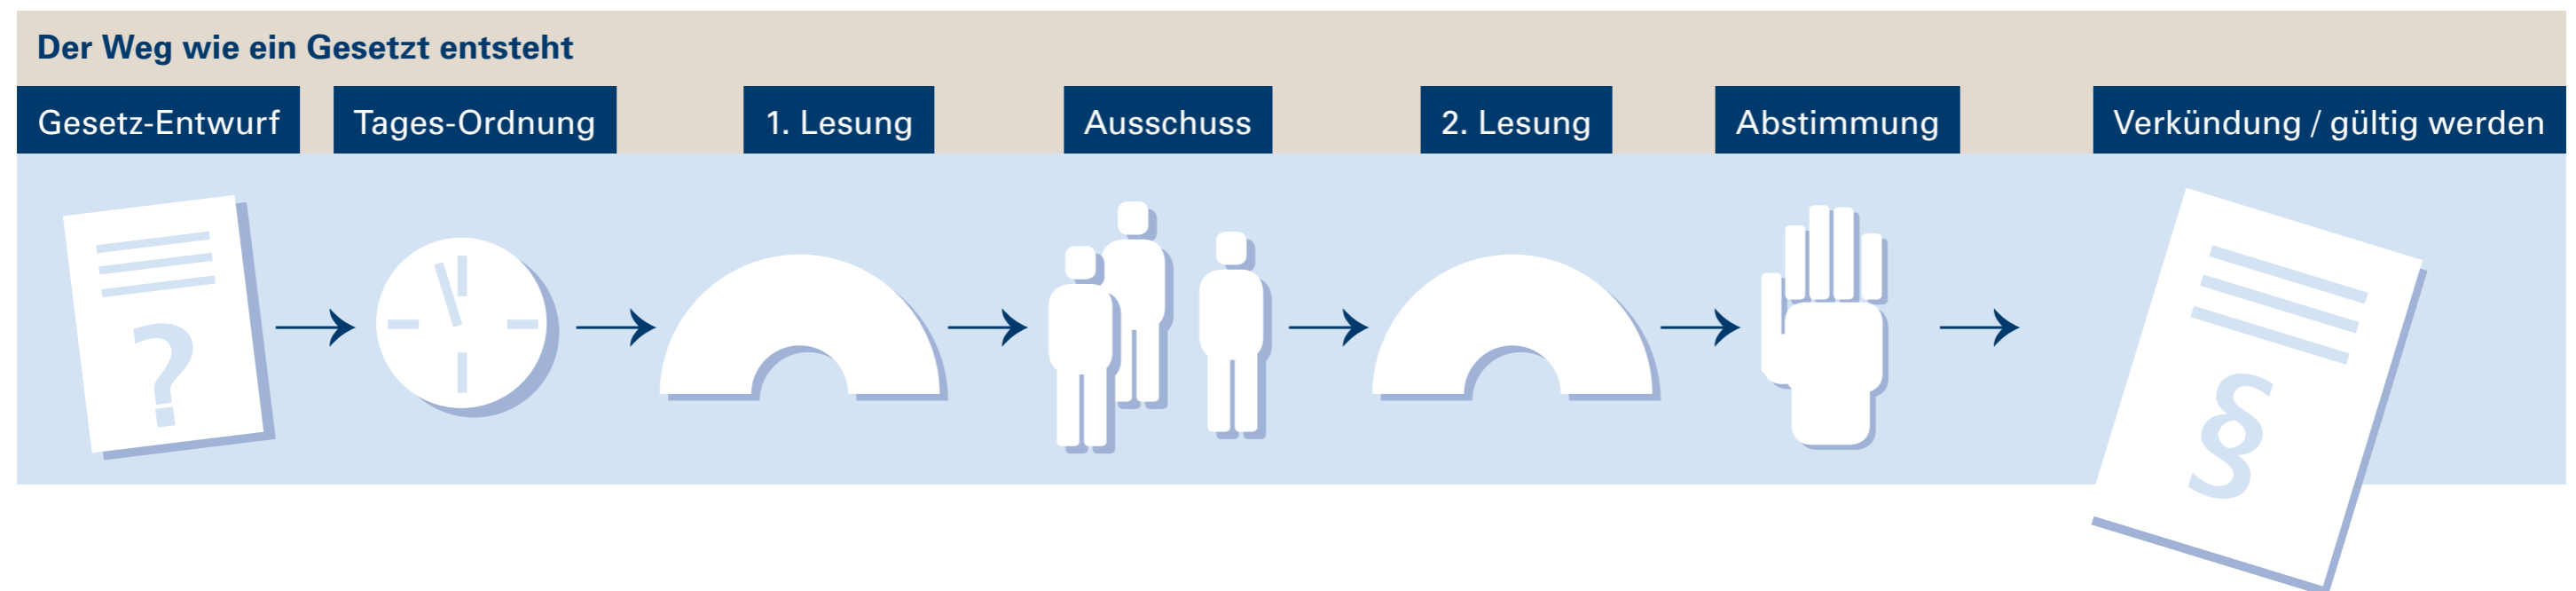 Der Weg wie ein Gesetzt entsteht
Gesetz-Entwurf
Tages-Ordnung
1. Lesung
Ausschuss
2. Lesung
Abstimmung
Verkündung / gültig werden
?
§